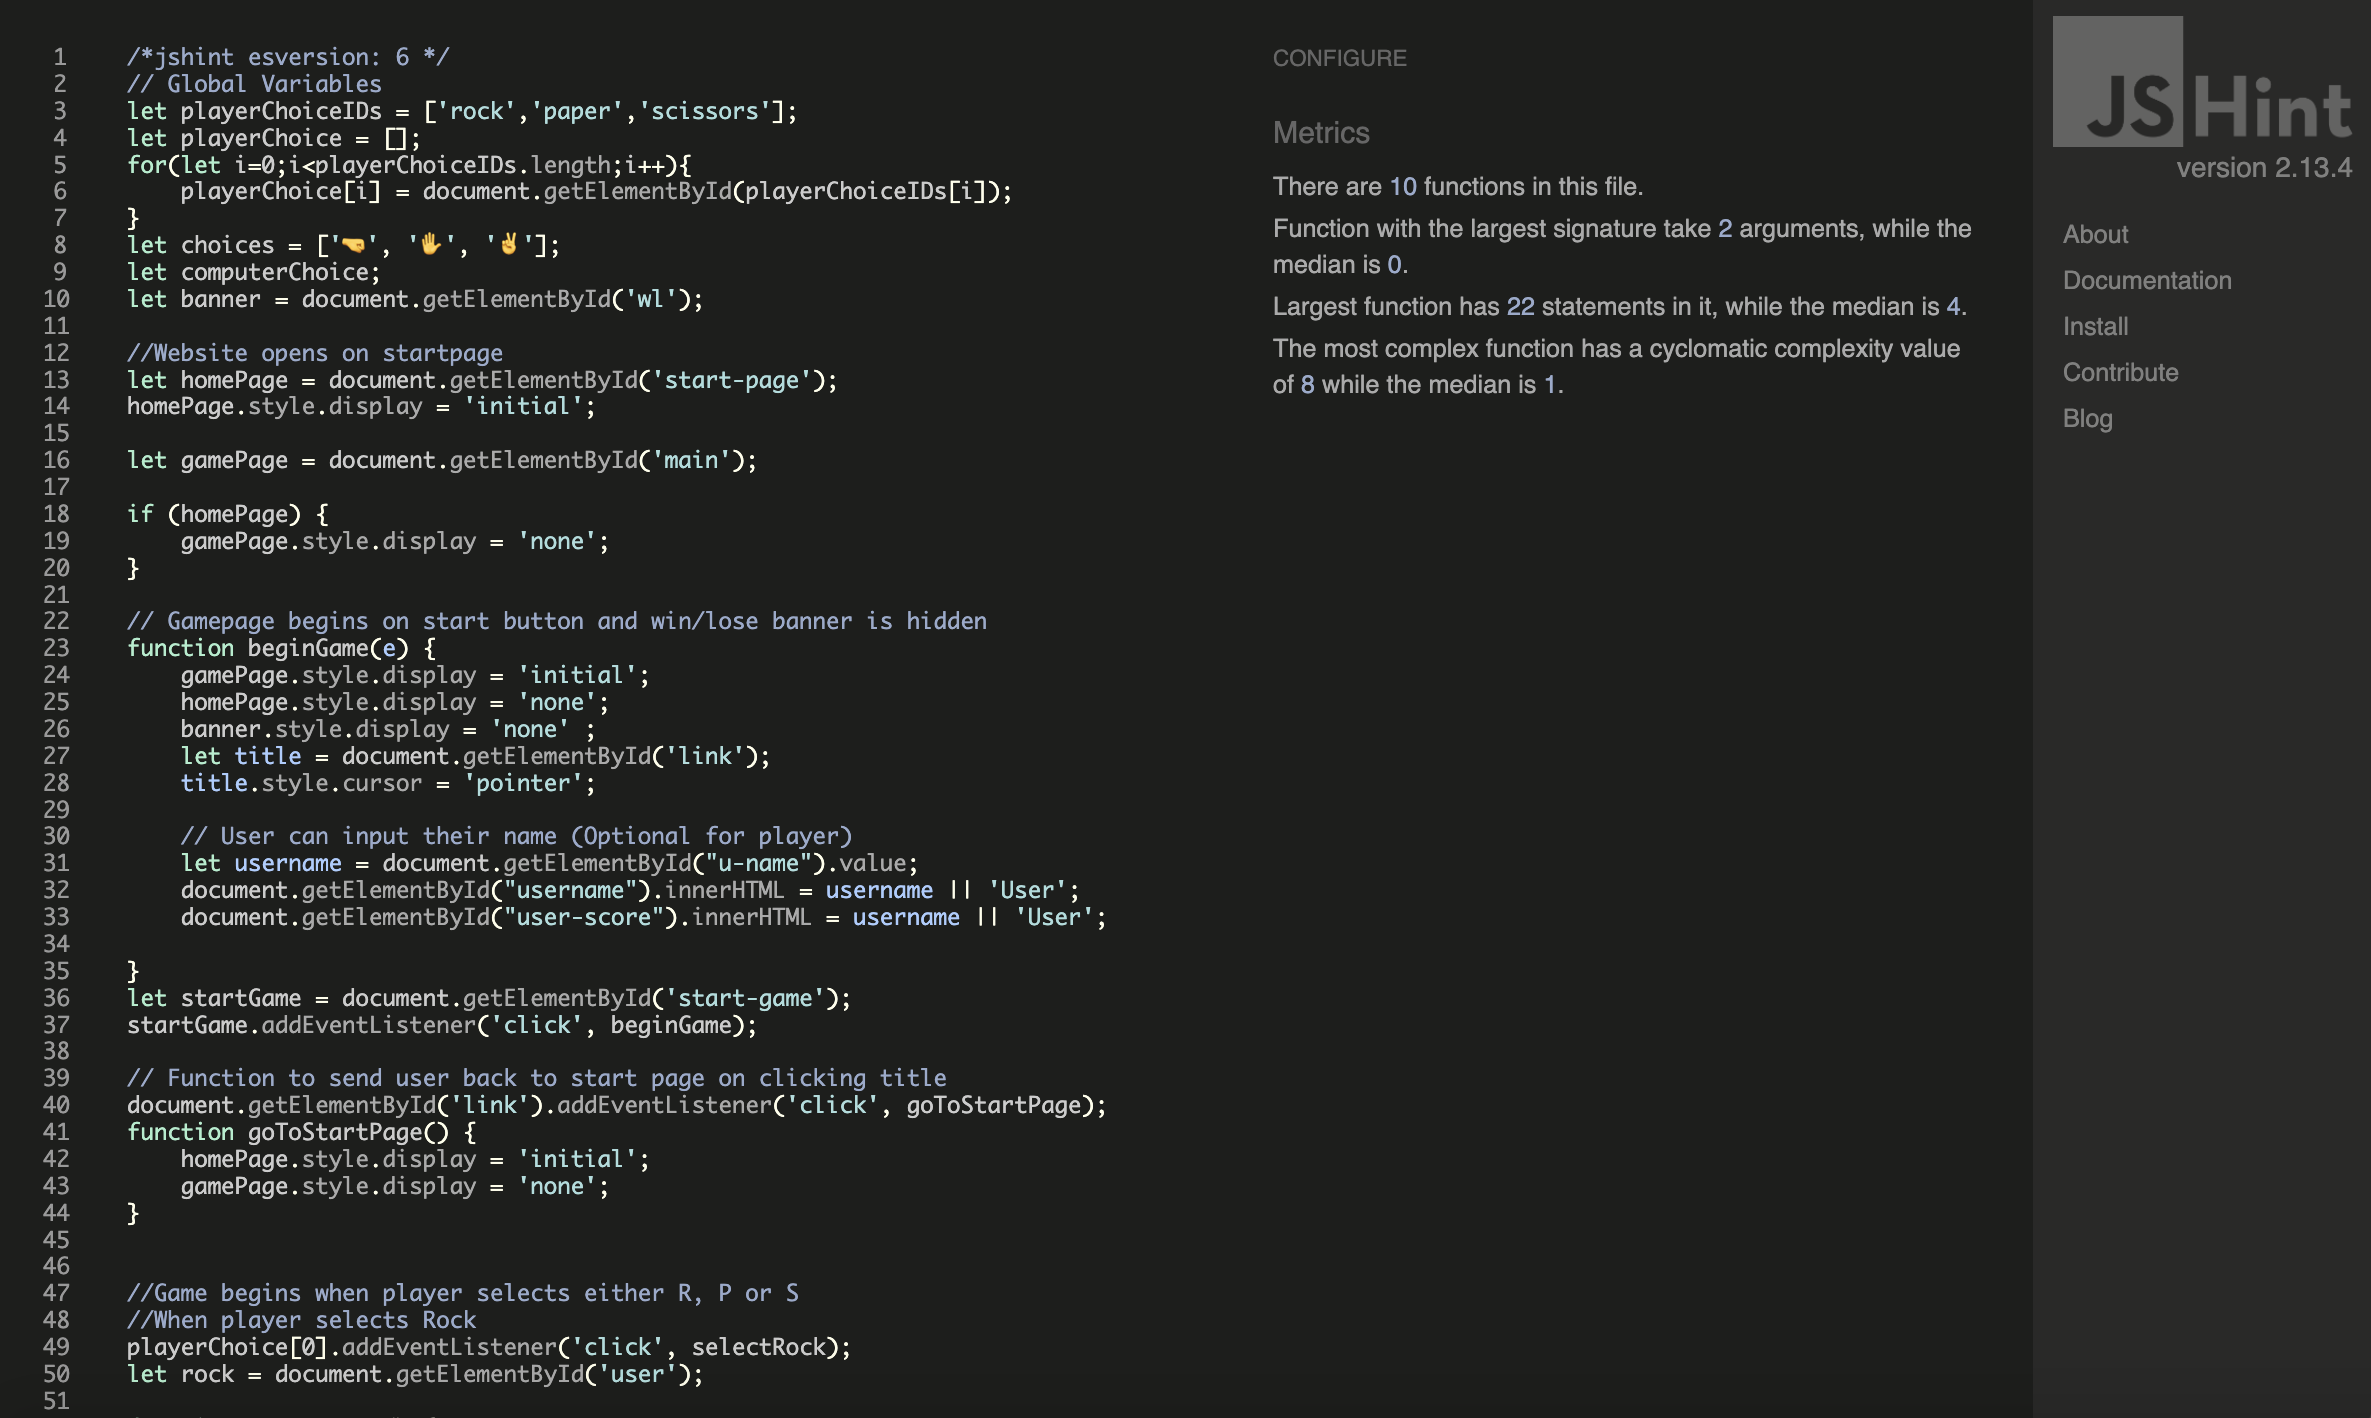 1 /*jshint esversion: 6 */
2 // Global Variables
3 let playerChoiceIDs = ['rock','paper','scissors'];
4 let playerChoice = [];
5 for(let i=0;i<playerChoiceIDs.length;i++){
6     playerChoice[i] = document.getElementById(playerChoiceIDs[i]);
7 }
8 let choices = ['🤜', '🖐', '✌'];
9 let computerChoice;
10 let banner = document.getElementById('wl');
11
12 //Website opens on startpage
13 let homePage = document.getElementById('start-page');
14 homePage.style.display = 'initial';
15
16 let gamePage = document.getElementById('main');
17
18 if (homePage) {
19     gamePage.style.display = 'none';
20 }
21
22 // Gamepage begins on start button and win/lose banner is hidden
23 function beginGame(e) {
24     gamePage.style.display = 'initial';
25     homePage.style.display = 'none';
26     banner.style.display = 'none' ;
27     let title = document.getElementById('link');
28     title.style.cursor = 'pointer';
29
30     // User can input their name (Optional for player)
31     let username = document.getElementById("u-name").value;
32     document.getElementById("username").innerHTML = username || 'User';
33     document.getElementById("user-score").innerHTML = username || 'User';
34
35 }
36 let startGame = document.getElementById('start-game');
37 startGame.addEventListener('click', beginGame);
38
39 // Function to send user back to start page on clicking title
40 document.getElementById('link').addEventListener('click', goToStartPage);
41 function goToStartPage() {
42     homePage.style.display = 'initial';
43     gamePage.style.display = 'none';
44 }
45
46
47 //Game begins when player selects either R, P or S
48 //When player selects Rock
49 playerChoice[0].addEventListener('click', selectRock);
50 let rock = document.getElementById('user');
51
CONFIGURE
Metrics
There are 10 functions in this file.
Function with the largest signature take 2 arguments, while the
median is 0.
Largest function has 22 statements in it, while the median is 4.
The most complex function has a cyclomatic complexity value
of 8 while the median is 1.
JSHint
version 2.13.4
About
Documentation
Install
Contribute
Blog